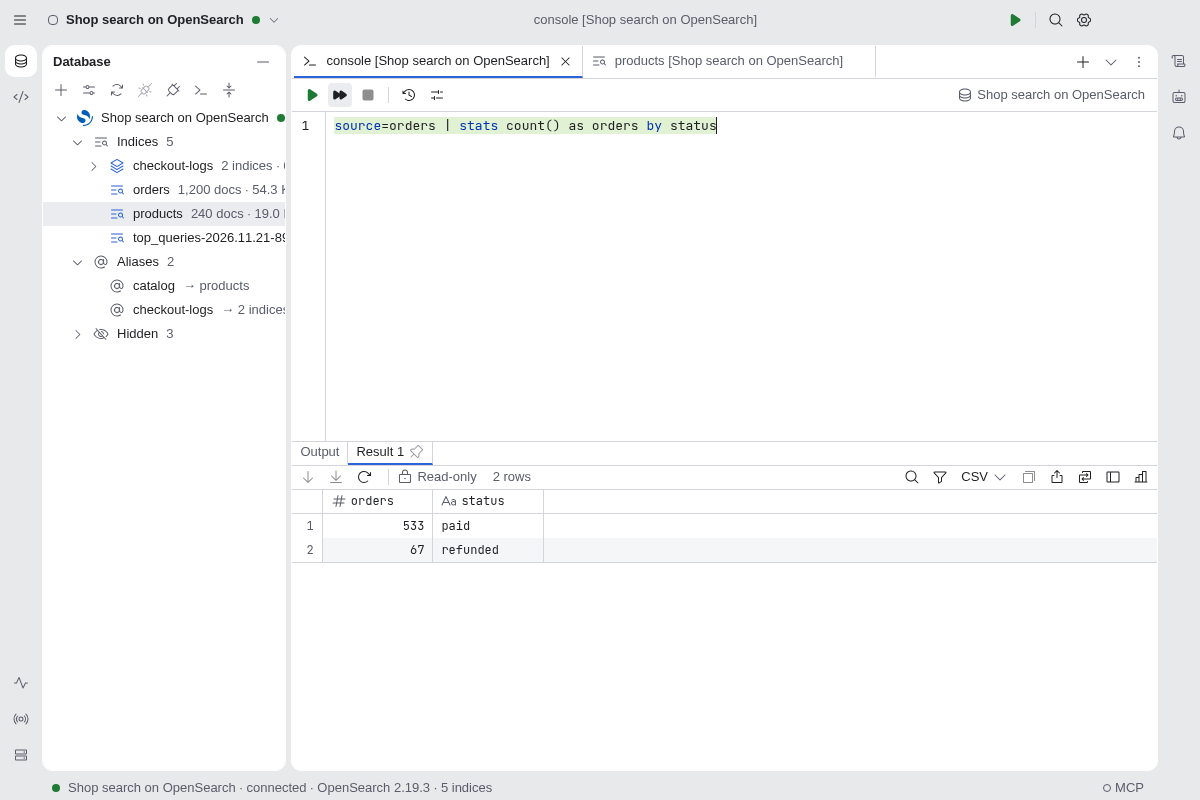 Shop search on OpenSearch
console [Shop search on OpenSearch]
Database
Shop search on OpenSearch
Indices 5
checkout-logs 2 indices ·
orders 1,200 docs · 54.3
products 240 docs · 19.0
top_queries-2026.11.21-89
Aliases 2
catalog → products
checkout-logs → 2 indices
Hidden 3
console [Shop search on OpenSearch]
products [Shop search on OpenSearch]
Shop search on OpenSearch
1 source=orders | stats count() as orders by status
Output
Result 1
Read-only 2 rows
CSV
# orders Aa status
1 533 paid
2 67 refunded
Shop search on OpenSearch · connected · OpenSearch 2.19.3 · 5 indices
MCP